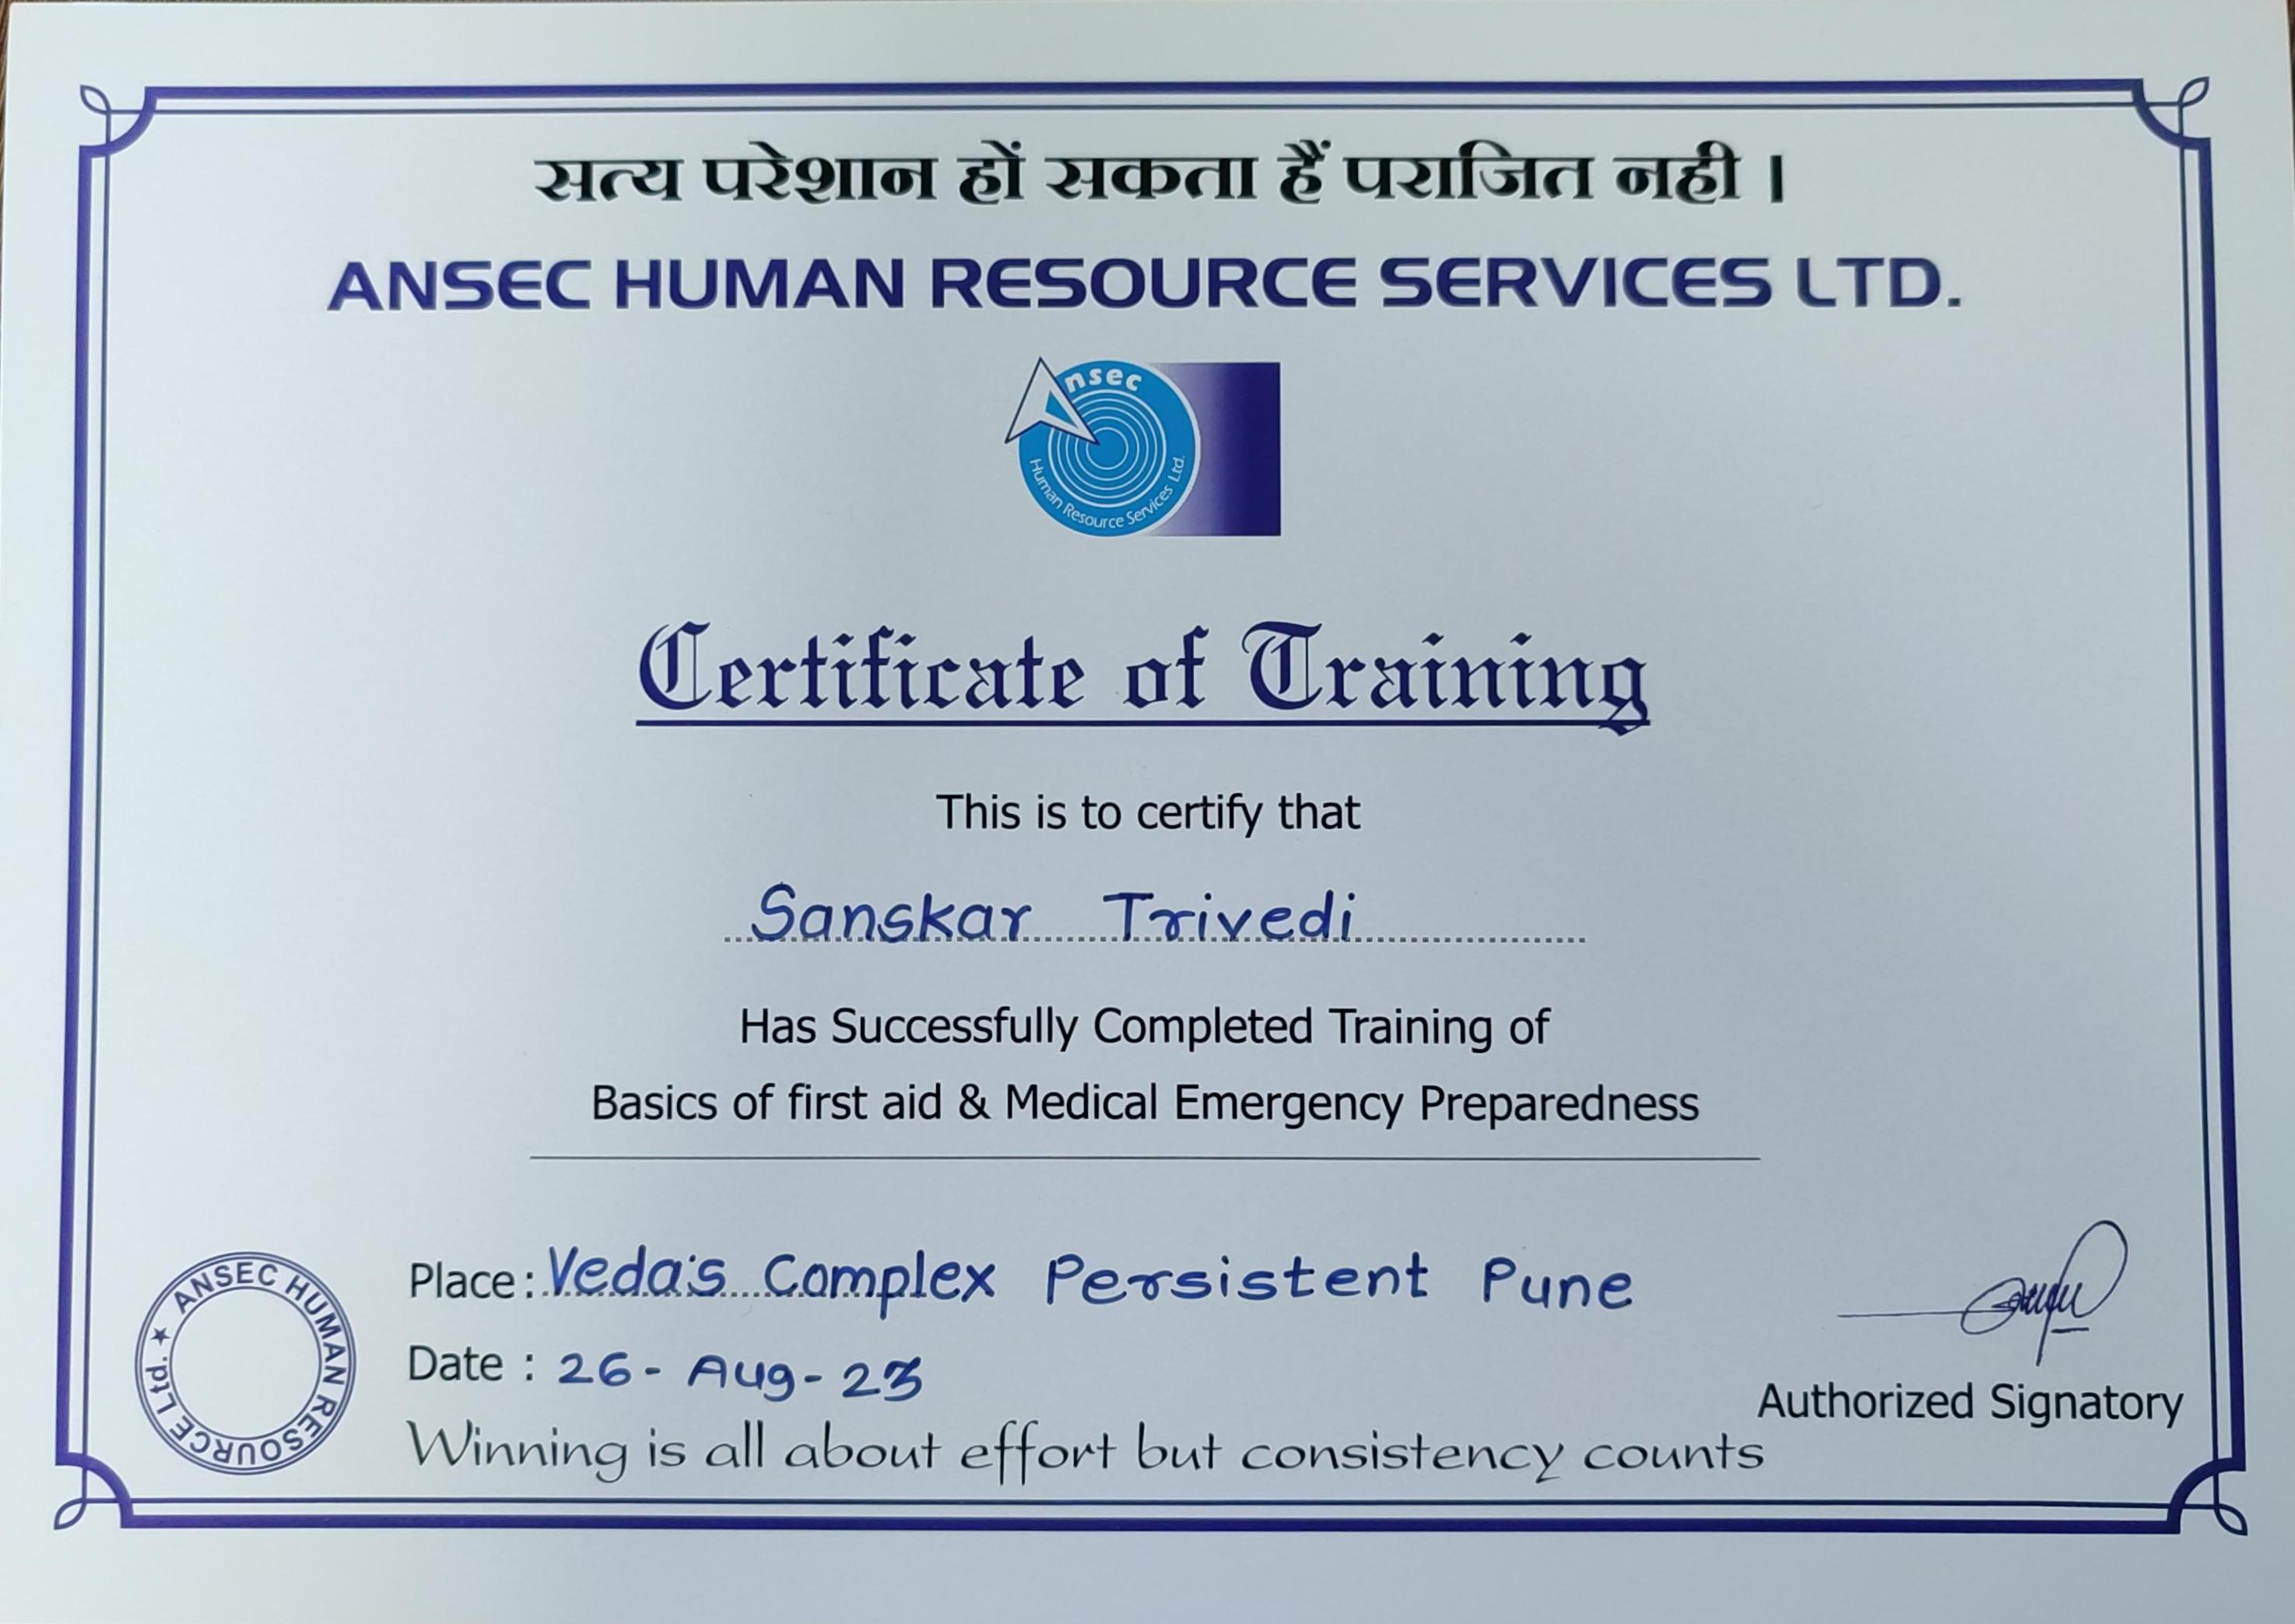 सत्य परेशान हों सकता हैं पराजित नही ।
ANSEC HUMAN RESOURCE SERVICES LTD.
Ansec
Human Resource Services Ltd.
Certificate of Training
This is to certify that
Sanskar Trivedi
Has Successfully Completed Training of
Basics of first aid & Medical Emergency Preparedness
Place: Veda's Complex Persistent Pune
Date : 26- Aug-23
Authorized Signatory
Winning is all about effort but consistency counts
ANSEC HUMAN RESOURCE Ltd. ★